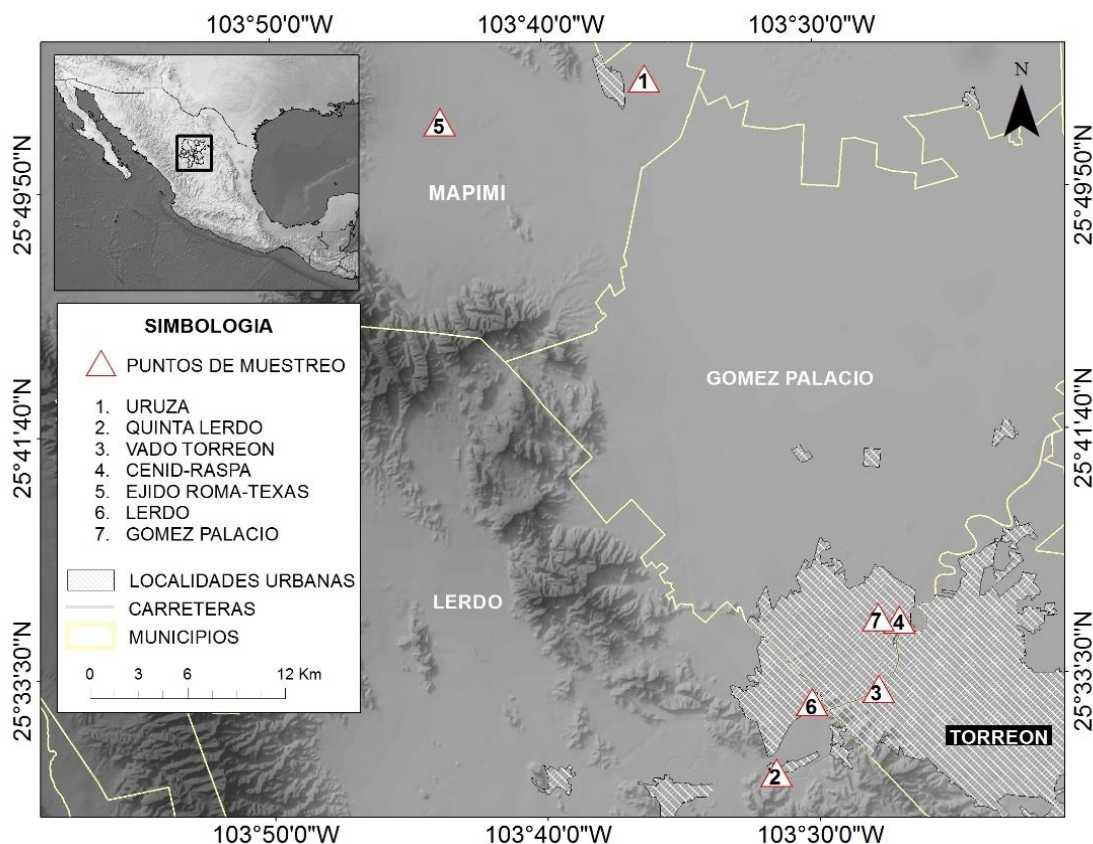 103°50'0"W 103°40'0"W 103°30'0"W
N
1
5
MAPIMI
25°49'50"N 25°49'50"N
SIMBOLOGIA
PUNTOS DE MUESTREO
1. URUZA
2. QUINTA LERDO
3. VADO TORREON
4. CENID-RASPA
5. EJIDO ROMA-TEXAS
6. LERDO
7. GOMEZ PALACIO
LOCALIDADES URBANAS
CARRETERAS
MUNICIPIOS
0 6 12 Km
GOMEZ PALACIO
25°41'40"N 25°41'40"N
LERDO
7 4
3
6
25°33'30"N 25°33'30"N
TORREON
2
103°50'0"W 103°40'0"W 103°30'0"W